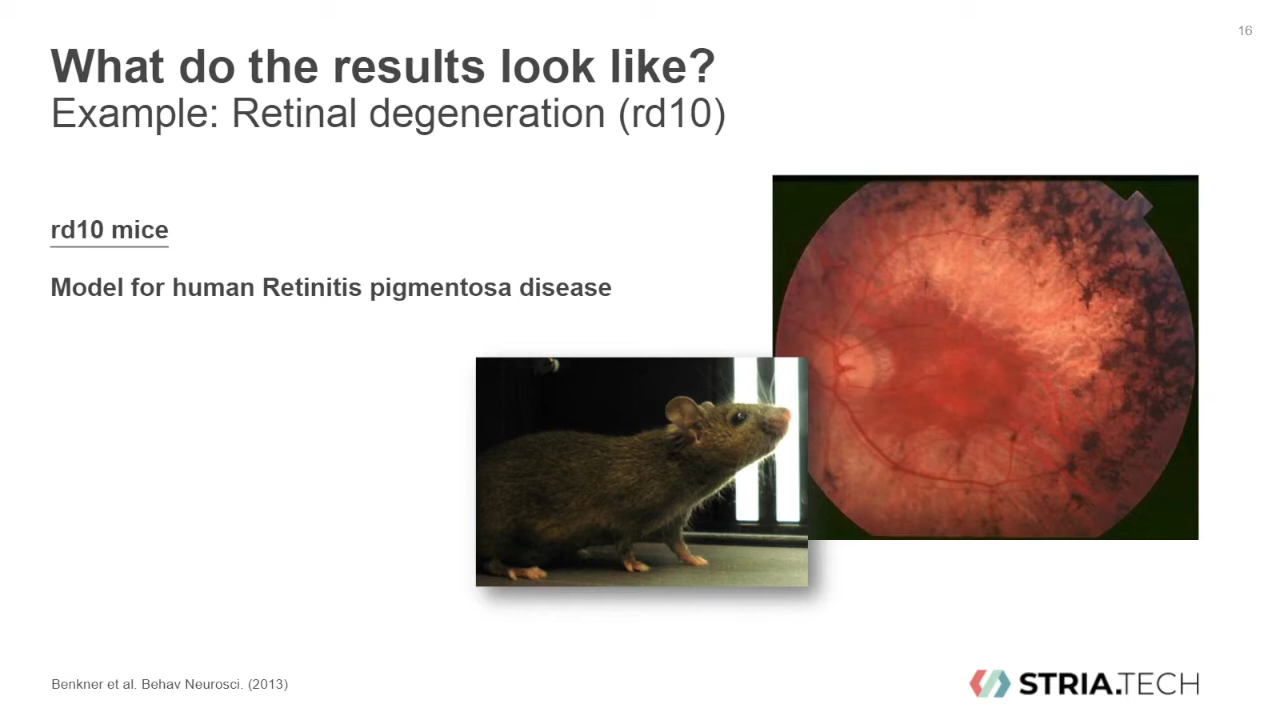 16
What do the results look like?
Example: Retinal degeneration (rd10)
rd10 mice
Model for human Retinitis pigmentosa disease
Benkner et al. Behav Neurosci. (2013)
STRIA.TECH